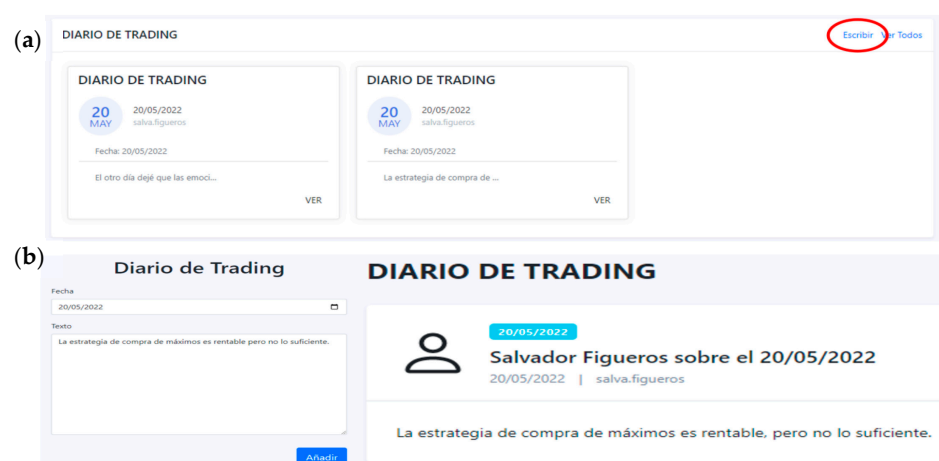 (a)
DIARIO DE TRADING
Escribir Ver Todos
DIARIO DE TRADING
20
MAY
20/05/2022
salva.figueros
Fecha: 20/05/2022
El otro día dejé que las emoci...
VER
DIARIO DE TRADING
20
MAY
20/05/2022
salva.figueros
Fecha: 20/05/2022
La estrategia de compra de ...
VER
(b)
Diario de Trading
Fecha
20/05/2022
Texto
La estrategia de compra de máximos es rentable pero no lo suficiente.
Añadir
DIARIO DE TRADING
20/05/2022
Salvador Figueros sobre el 20/05/2022
20/05/2022 | salva.figueros
La estrategia de compra de máximos es rentable, pero no lo suficiente.